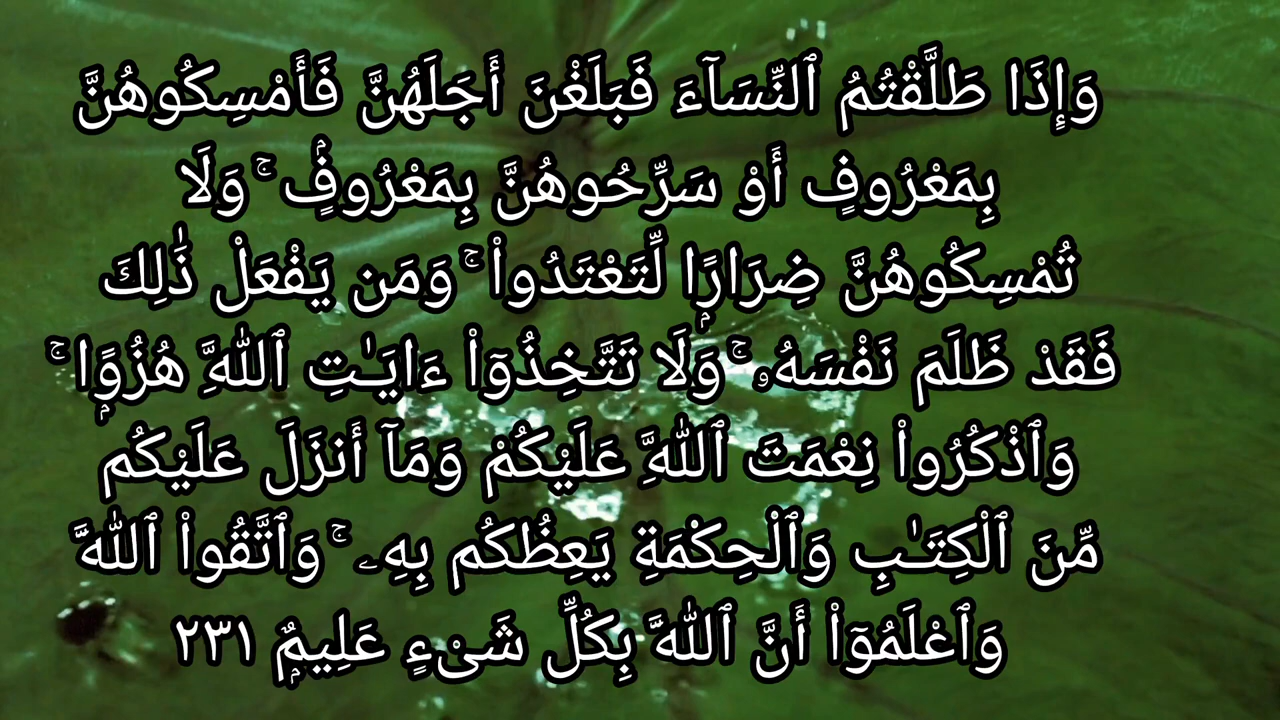 وَإِذَا طَلَّقْتُمُ ٱلنِّسَآءَ فَبَلَغْنَ أَجَلَهُنَّ فَأَمْسِكُوهُنَّ
بِمَعْرُوفٍ أَوْ سَرِّحُوهُنَّ بِمَعْرُوفٍۢ ۚ وَلَا
تُمْسِكُوهُنَّ ضِرَارًۭا لِّتَعْتَدُوا۟ ۚ وَمَن يَفْعَلْ ذَٰلِكَ
فَقَدْ ظَلَمَ نَفْسَهُۥ ۚ وَلَا تَتَّخِذُوٓا۟ ءَايَـٰتِ ٱللَّهِ هُزُوًۭا ۚ
وَٱذْكُرُوا۟ نِعْمَتَ ٱللَّهِ عَلَيْكُمْ وَمَآ أَنزَلَ عَلَيْكُم
مِّنَ ٱلْكِتَـٰبِ وَٱلْحِكْمَةِ يَعِظُكُم بِهِۦ ۚ وَٱتَّقُوا۟ ٱللَّهَ
وَٱعْلَمُوٓا۟ أَنَّ ٱللَّهَ بِكُلِّ شَىْءٍ عَلِيمٌۭ ٢٣١